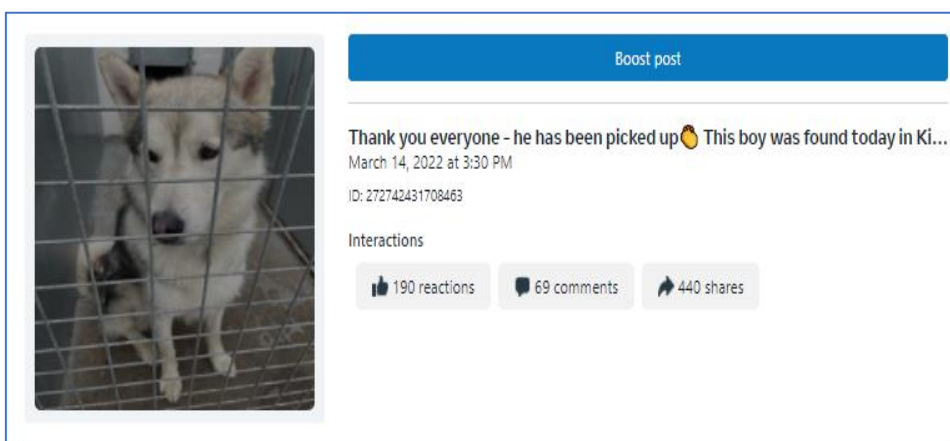 Boost post
Thank you everyone - he has been picked up👏 This boy was found today in Ki...
March 14, 2022 at 3:30 PM
ID: 272742431708463
Interactions
190 reactions
69 comments
440 shares